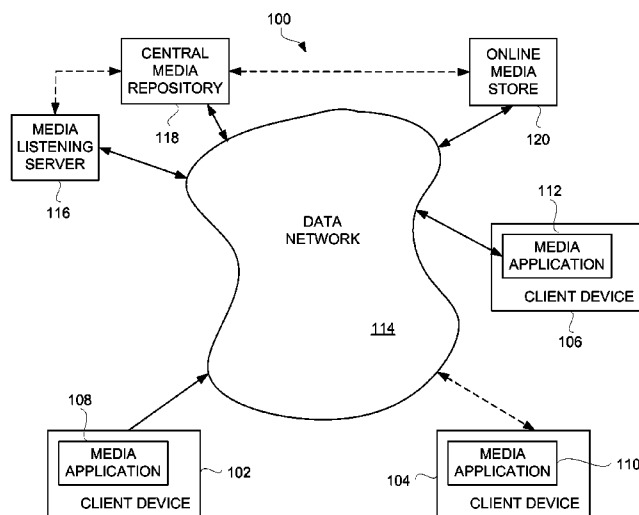 100
CENTRAL
MEDIA
REPOSITORY
118
ONLINE
MEDIA
STORE
120
MEDIA
LISTENING
SERVER
116
DATA
NETWORK
114
112
MEDIA
APPLICATION
CLIENT DEVICE
106
108
MEDIA
APPLICATION
CLIENT DEVICE
102
104
MEDIA
APPLICATION
110
CLIENT DEVICE